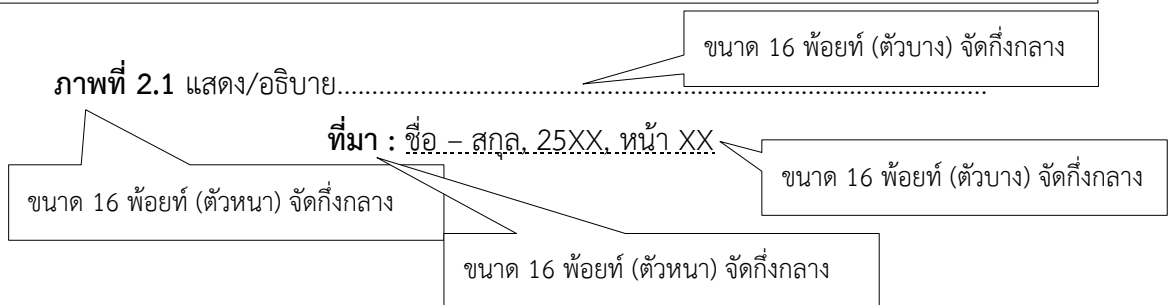 ขนาด 16 พ้อยท์ (ตัวบาง) จัดกึ่งกลาง
ภาพที่ 2.1 แสดง/อธิบาย...............................................................................................
ที่มา : ชื่อ – สกุล, 25XX, หน้า XX
ขนาด 16 พ้อยท์ (ตัวบาง) จัดกึ่งกลาง
ขนาด 16 พ้อยท์ (ตัวหนา) จัดกึ่งกลาง
ขนาด 16 พ้อยท์ (ตัวหนา) จัดกึ่งกลาง